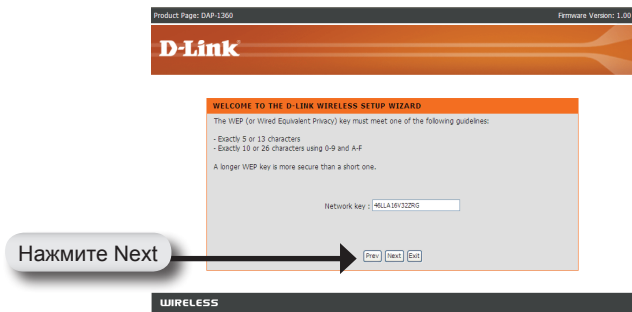 Product Page: DAP-1360 Firmware Version: 1.00
D-Link
WELCOME TO THE D-LINK WIRELESS SETUP WIZARD
The WEP (or Wired Equivalent Privacy) key must meet one of the following guidelines:
- Exactly 5 or 13 characters
- Exactly 10 or 26 characters using 0-9 and A-F
A longer WEP key is more secure than a short one.
Network key : 46LLA16V32ZRG
Prev Next Exit
Нажмите Next
WIRELESS